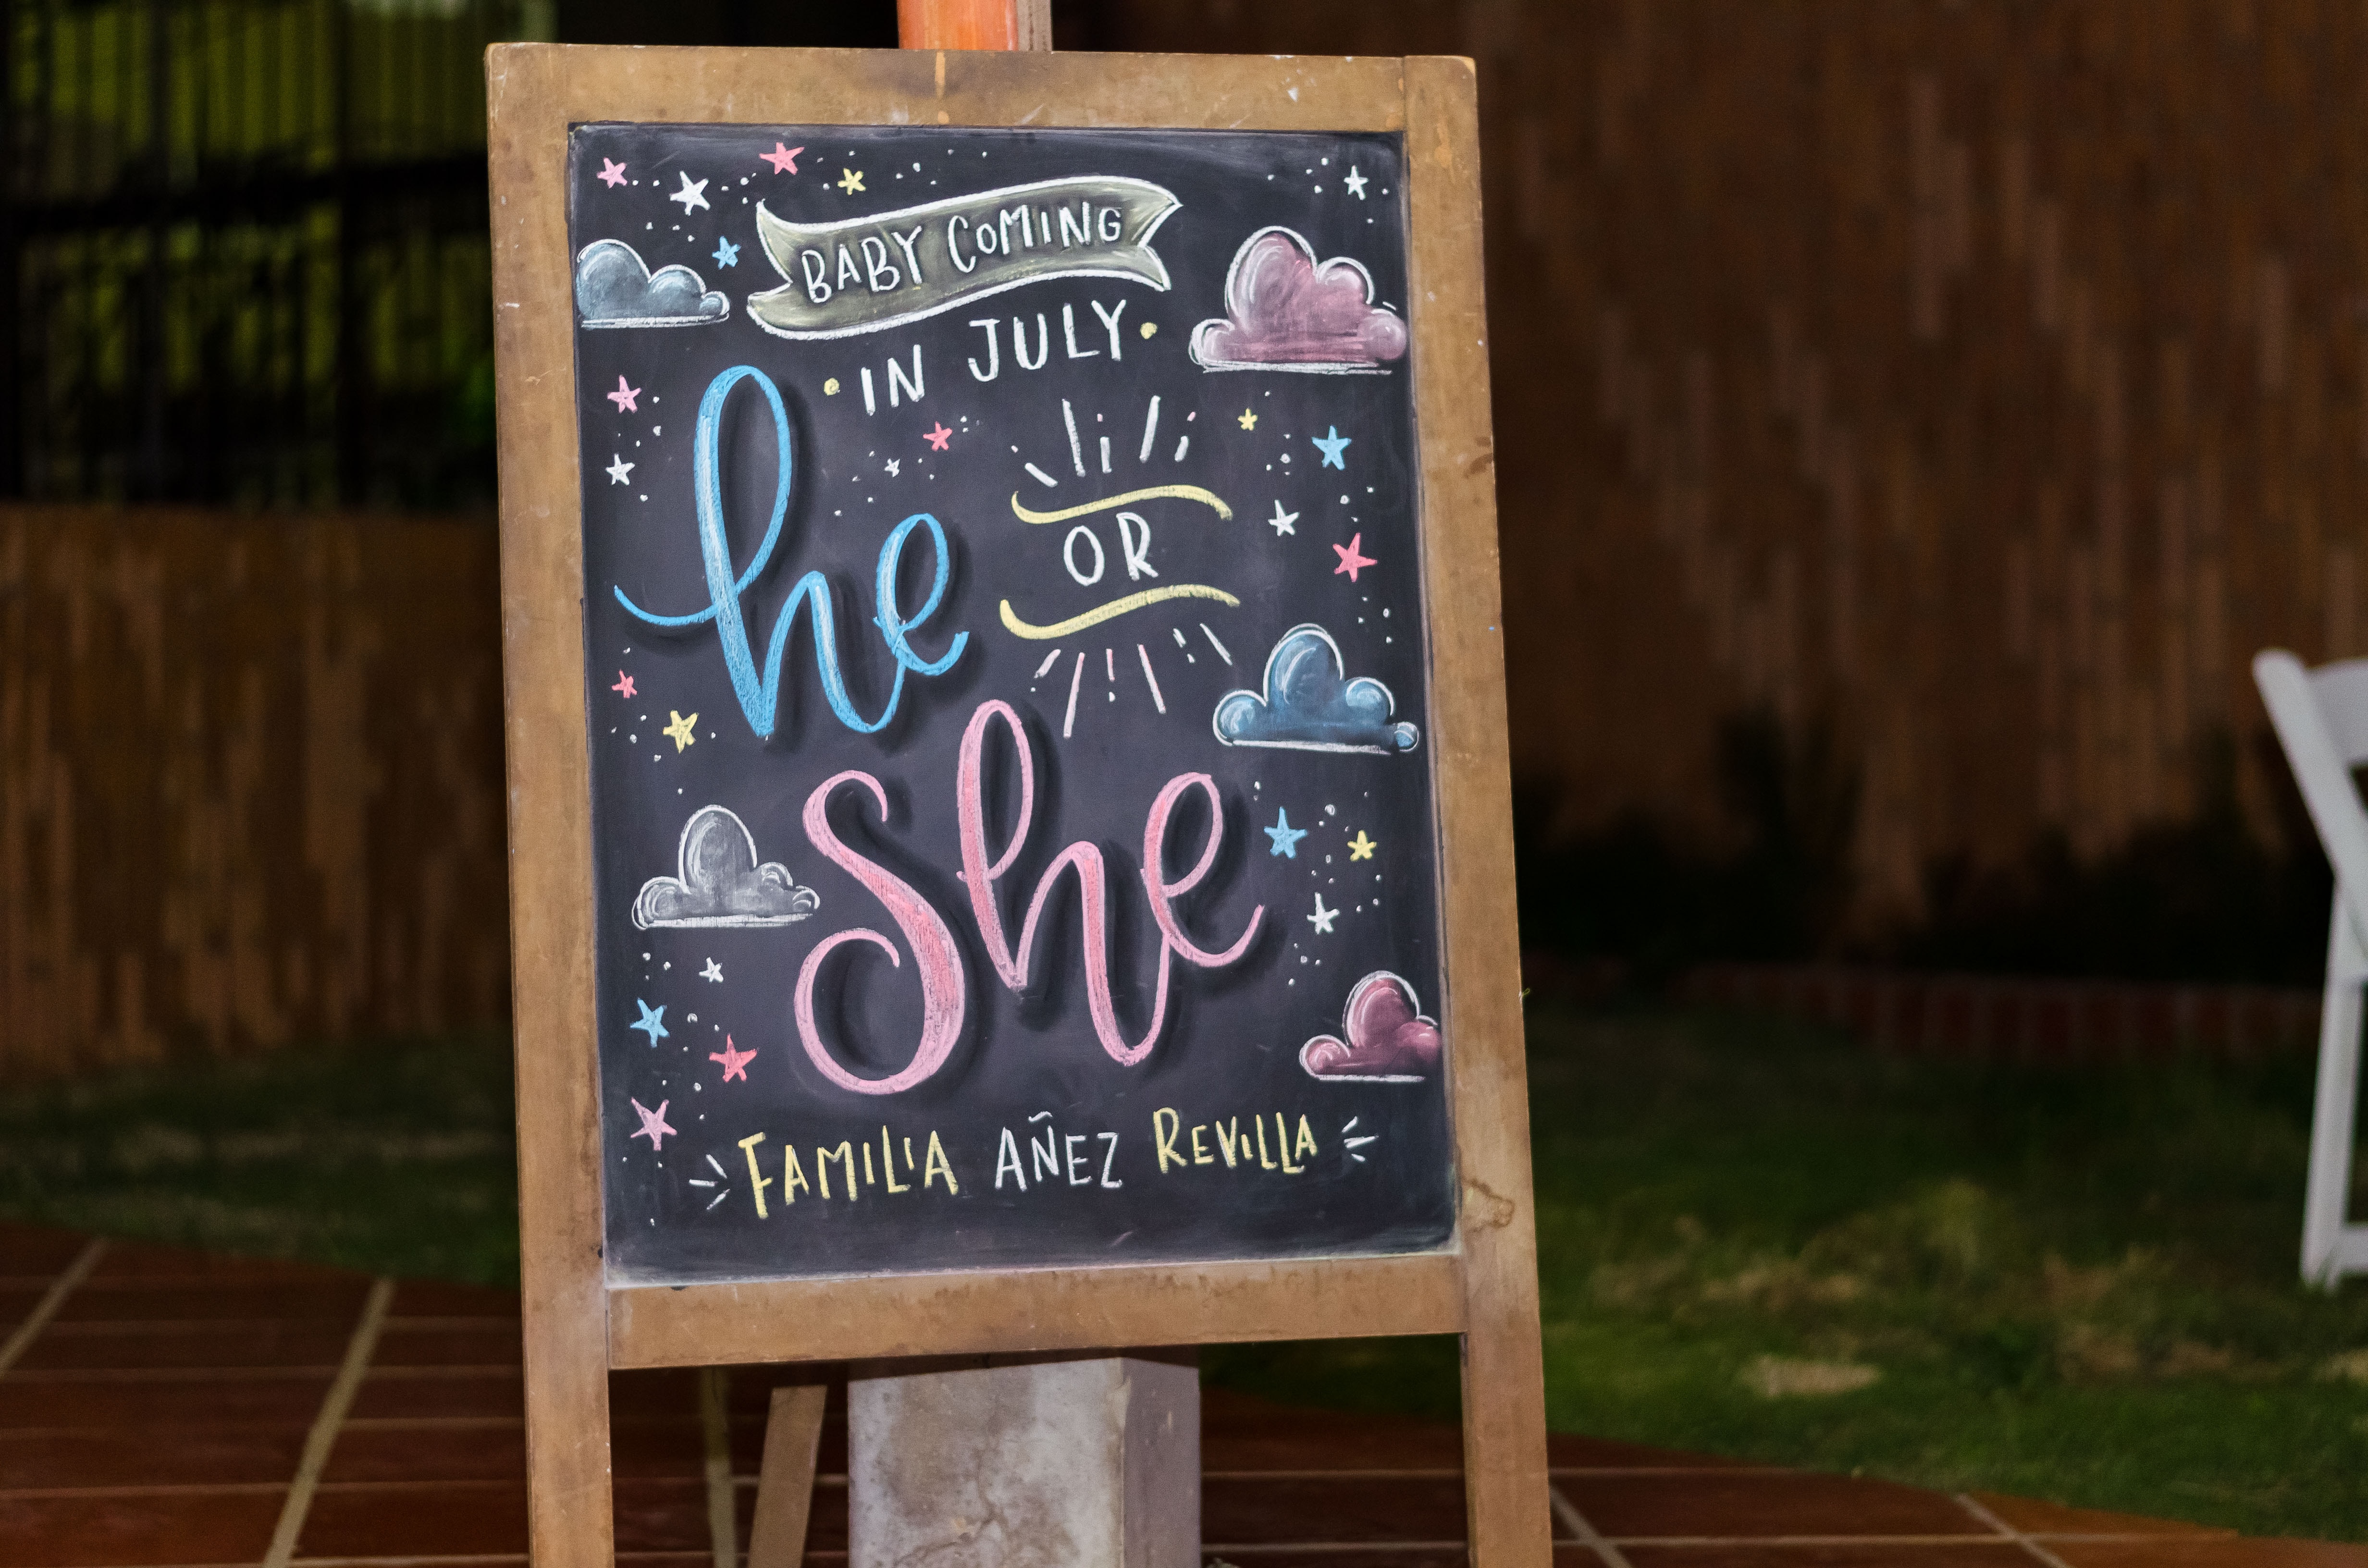 BABY COMING
IN JULY
he
OR
She
FAMILIA AÑEZ REVILLA